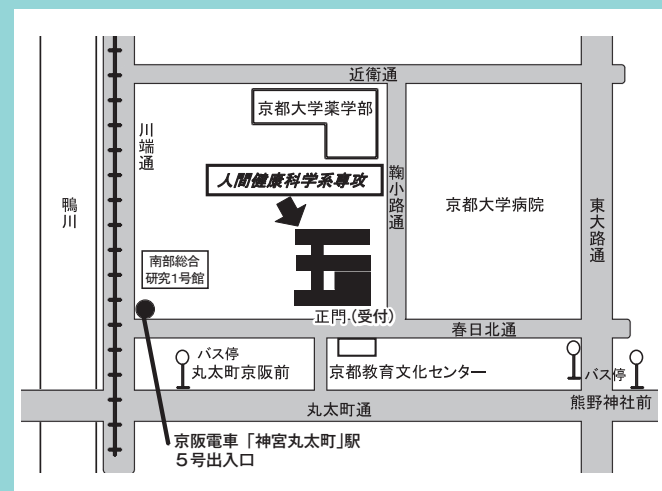 近衛通
京都大学薬学部
川端通
人間健康科学系専攻
鞠小路通
鴨川
京都大学病院
東大路通
南部総合
研究1号館
正門(受付)
春日北通
バス停
丸太町京阪前
京都教育文化センター
バス停
熊野神社前
丸太町通
京阪電車「神宮丸太町」駅
5号出入口